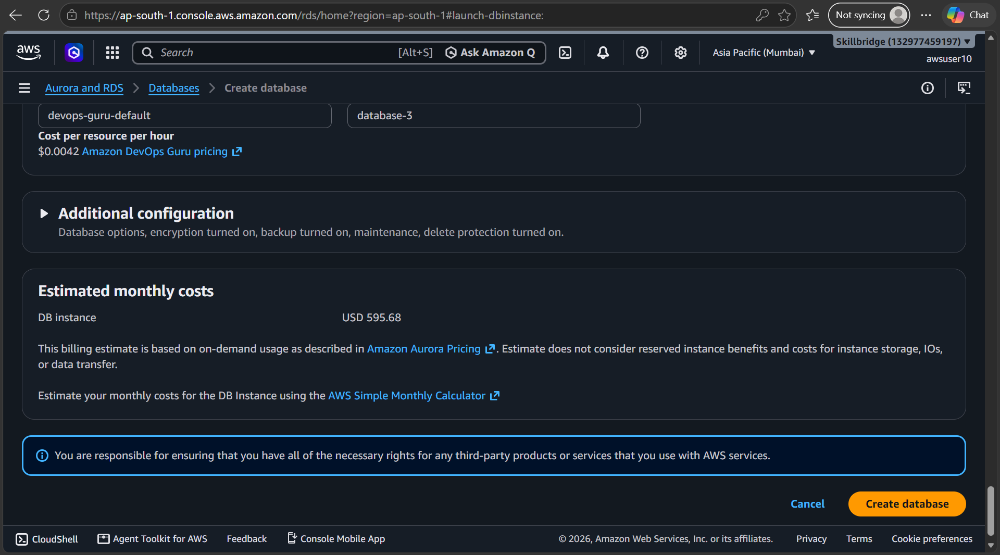 https://ap-south-1.console.aws.amazon.com/rds/home?region=ap-south-1#launch-dbinstance:
Not syncing
Chat
aws
Search
[Alt+S]
Ask Amazon Q
Asia Pacific (Mumbai)
Skillbridge (132977459197)
awsuser10
Aurora and RDS
Databases
Create database
devops-guru-default
database-3
Cost per resource per hour
$0.0042 Amazon DevOps Guru pricing
Additional configuration
Database options, encryption turned on, backup turned on, maintenance, delete protection turned on.
Estimated monthly costs
DB instance
USD 595.68
This billing estimate is based on on-demand usage as described in Amazon Aurora Pricing. Estimate does not consider reserved instance benefits and costs for instance storage, IOs,
or data transfer.
Estimate your monthly costs for the DB Instance using the AWS Simple Monthly Calculator
You are responsible for ensuring that you have all of the necessary rights for any third-party products or services that you use with AWS services.
Cancel
Create database
CloudShell
Agent Toolkit for AWS
Feedback
Console Mobile App
© 2026, Amazon Web Services, Inc. or its affiliates.
Privacy
Terms
Cookie preferences